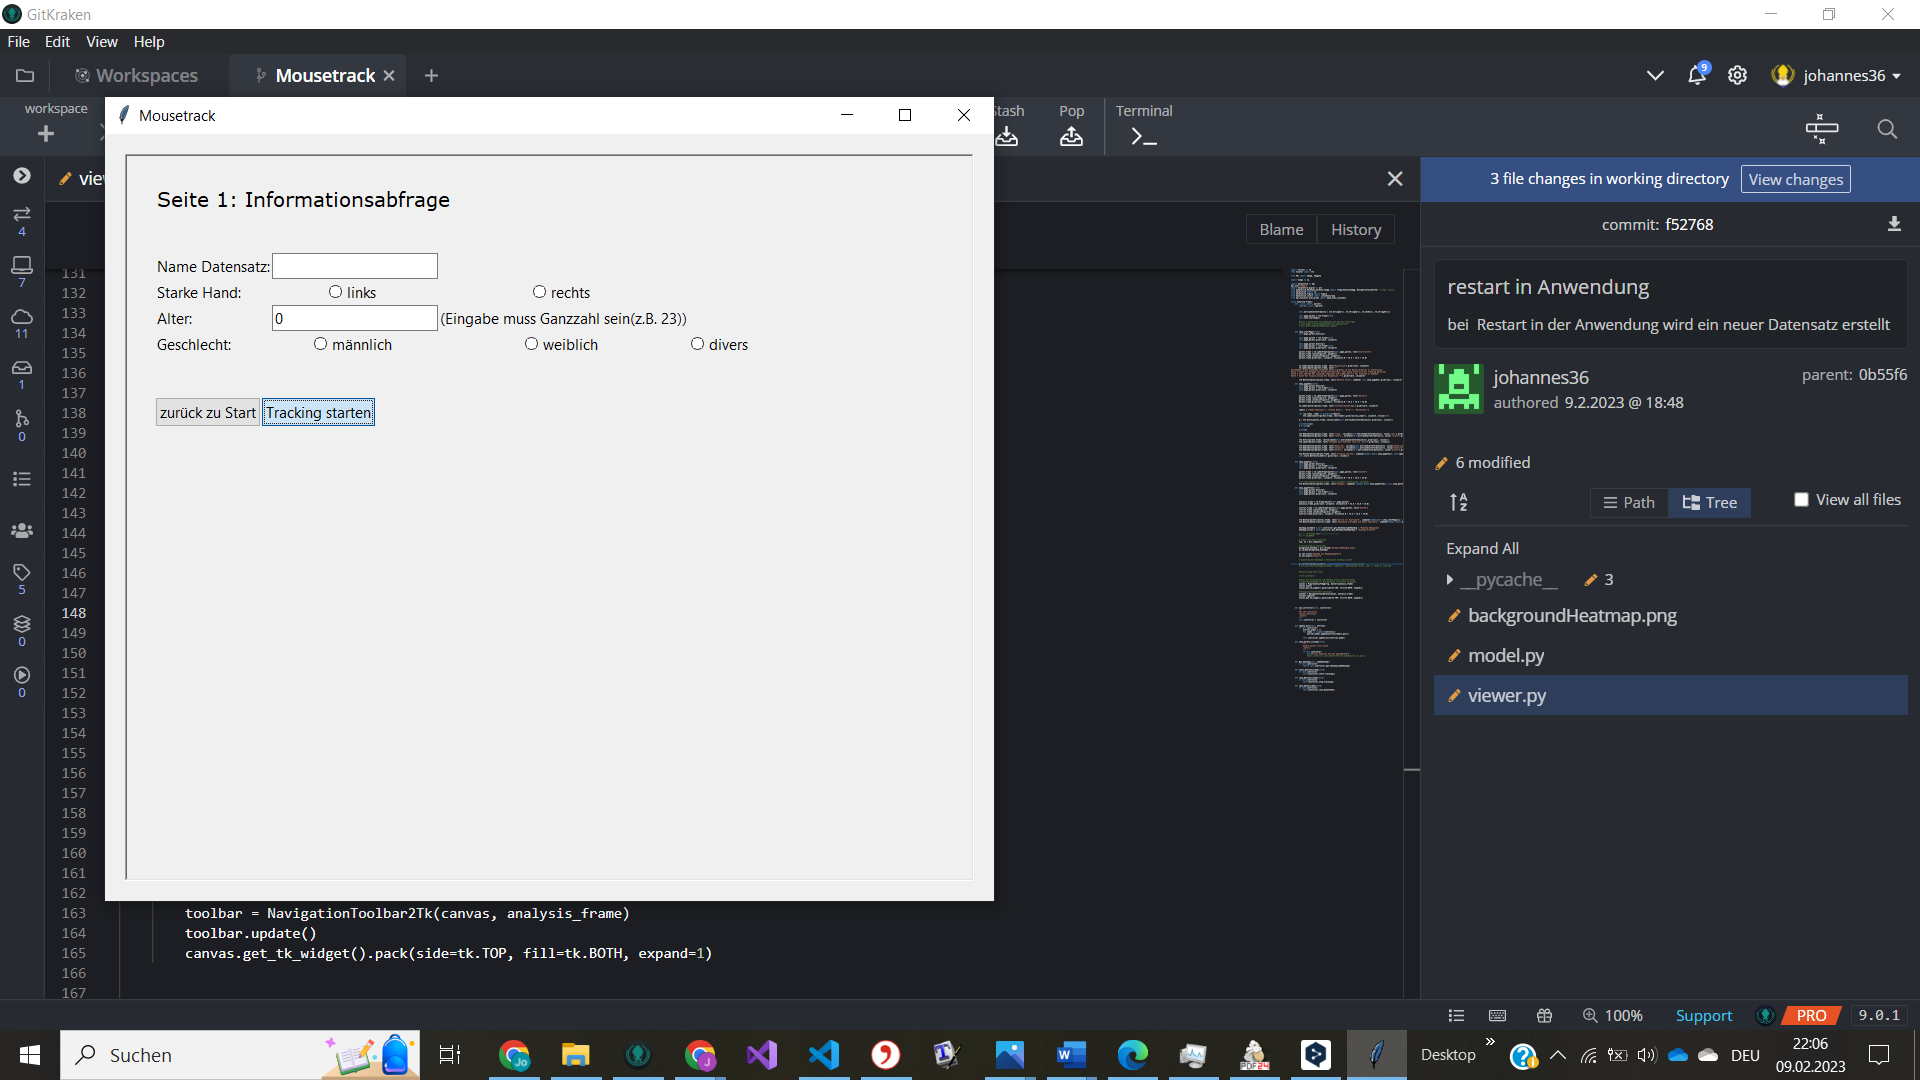 GitKraken
File Edit View Help
Workspaces Mousetrack
9 johannes36
workspace
Stash Pop Terminal
Mousetrack
Seite 1: Informationsabfrage
Name Datensatz:
Starke Hand: links rechts
Alter: 0 (Eingabe muss Ganzzahl sein(z.B. 23))
Geschlecht: männlich weiblich divers
zurück zu Start Tracking starten
4
7
11
1
0
5
0
0
Blame History
131
132
133
134
135
136
137
138
139
140
141
142
143
144
145
146
147
148
149
150
151
152
153
154
155
156
157
158
159
160
161
162
163 toolbar = NavigationToolbar2Tk(canvas, analysis_frame)
164 toolbar.update()
165 canvas.get_tk_widget().pack(side=tk.TOP, fill=tk.BOTH, expand=1)
166
167
3 file changes in working directory View changes
commit: f52768
restart in Anwendung
bei Restart in der Anwendung wird ein neuer Datensatz erstellt
johannes36 parent: 0b55f6
authored 9.2.2023 @ 18:48
6 modified
Path Tree View all files
Expand All
__pycache__ 3
backgroundHeatmap.png
model.py
viewer.py
100% Support PRO 9.0.1
Suchen
Desktop DEU 22:06
09.02.2023